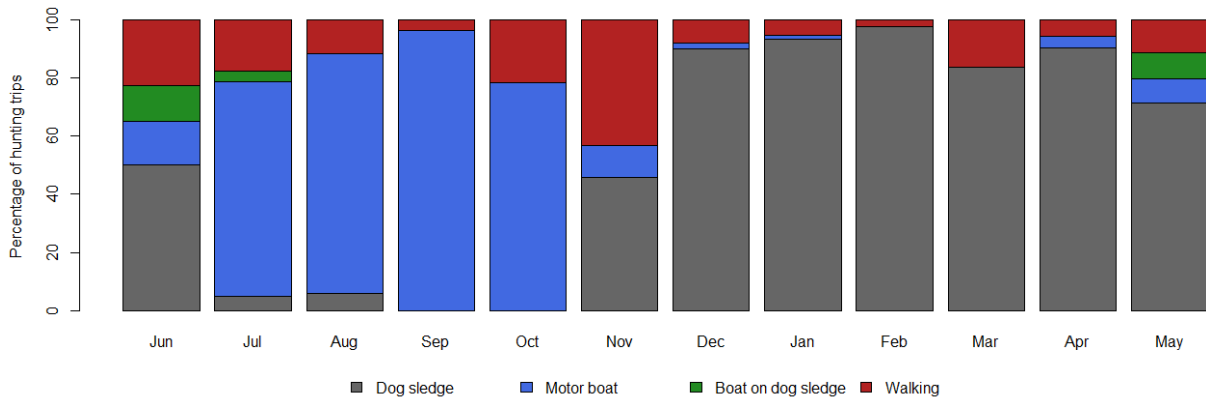 Percentage of hunting trips
100
80
60
40
20
0
Jun Jul Aug Sep Oct Nov Dec Jan Feb Mar Apr May
Dog sledge Motor boat Boat on dog sledge Walking